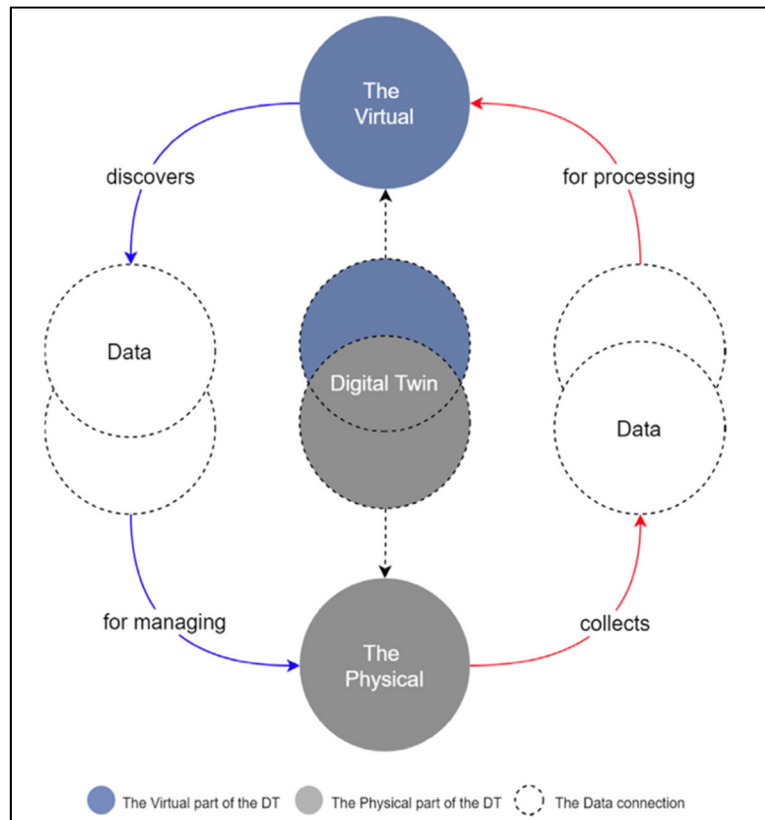 The
Virtual
discovers
for processing
Data
Digital Twin
Data
for managing
collects
The
Physical
The Virtual part of the DT
The Physical part of the DT
The Data connection